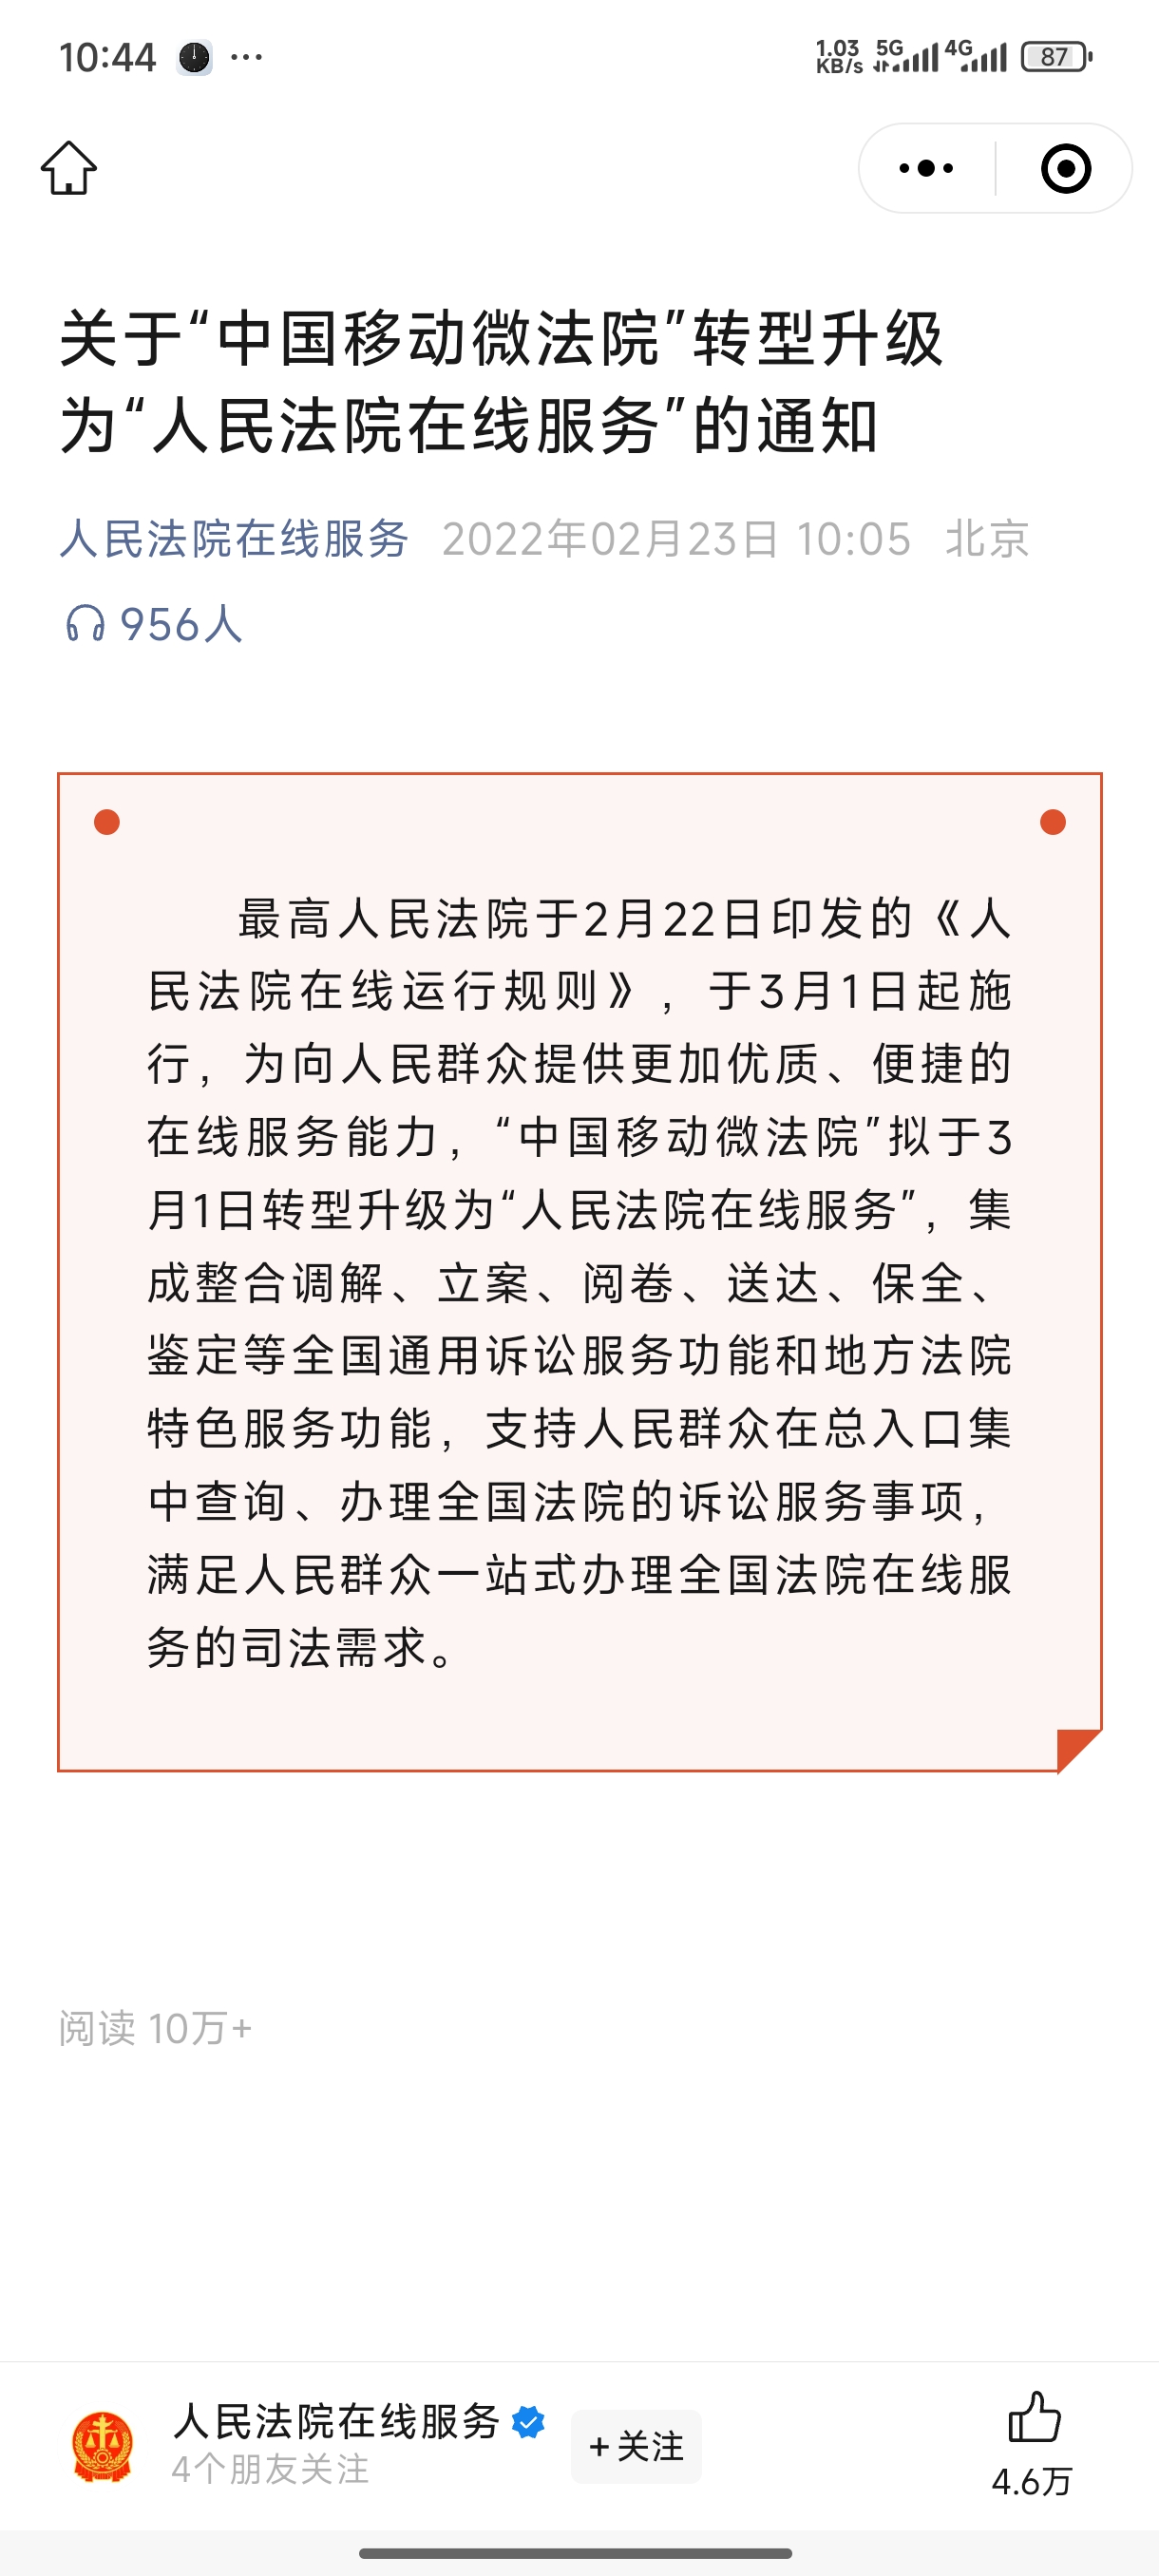 10:44
1.03 KB/s 5G 4G 87
关于“中国移动微法院”转型升级
为“人民法院在线服务”的通知
人民法院在线服务 2022年02月23日 10:05 北京
956人
最高人民法院于2月22日印发的《人
民法院在线运行规则》，于3月1日起施
行，为向人民群众提供更加优质、便捷的
在线服务能力，“中国移动微法院”拟于3
月1日转型升级为“人民法院在线服务”，集
成整合调解、立案、阅卷、送达、保全、
鉴定等全国通用诉讼服务功能和地方法院
特色服务功能，支持人民群众在总入口集
中查询、办理全国法院的诉讼服务事项，
满足人民群众一站式办理全国法院在线服
务的司法需求。
阅读 10万+
人民法院在线服务
4个朋友关注
+关注
4.6万